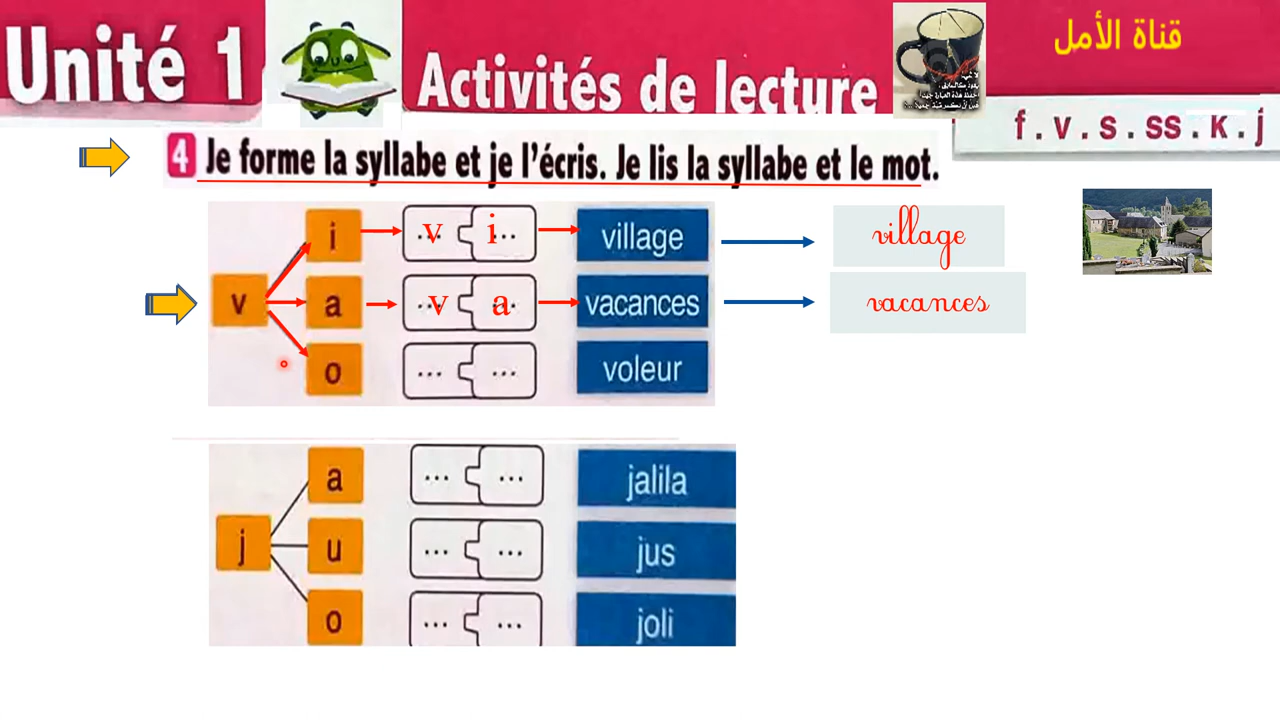 Unité 1
Activités de lecture
قناة الأمل
f . v . s . ss . k . j
4 Je forme la syllabe et je l'écris. Je lis la syllabe et le mot.
v
i
v i
village
village
a
v a
vacances
vacances
o
... ...
voleur
j
a
... ...
jalila
u
... ...
jus
o
... ...
joli